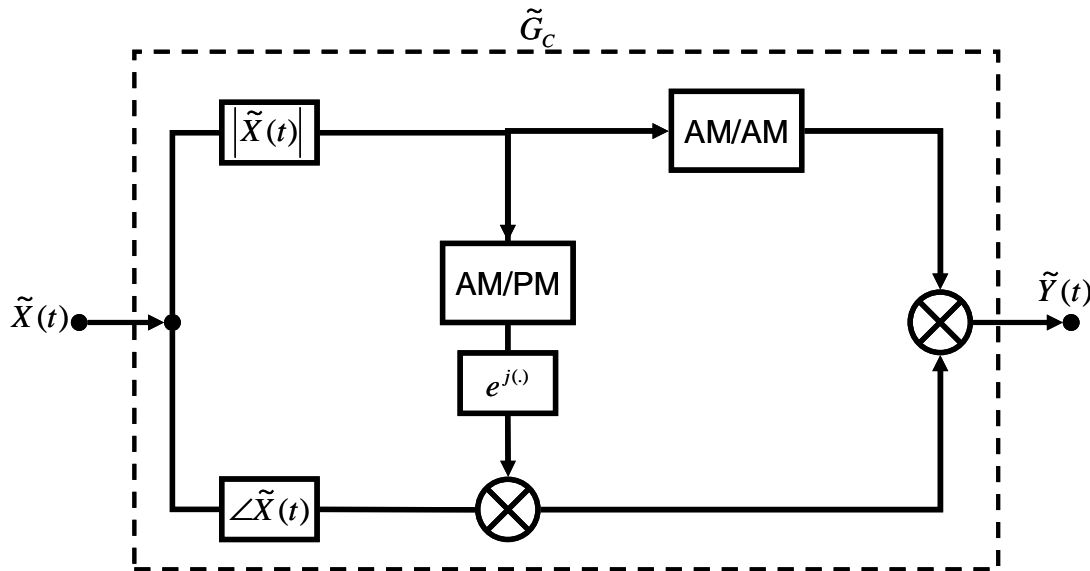 G̃_C
|X̃(t)|
AM/AM
AM/PM
X̃(t)
Ỹ(t)
e^{j(.)}
∠X̃(t)